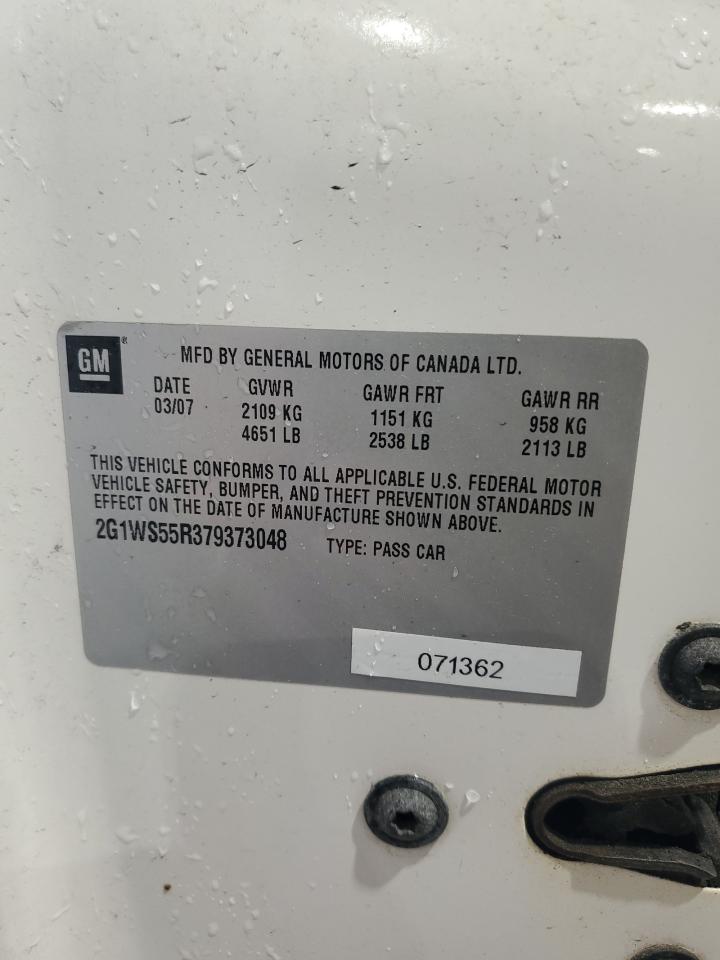 GM®
MFD BY GENERAL MOTORS OF CANADA LTD.
DATE GVWR GAWR FRT GAWR RR
03/07 2109 KG 1151 KG 958 KG
4651 LB 2538 LB 2113 LB
THIS VEHICLE CONFORMS TO ALL APPLICABLE U.S. FEDERAL MOTOR
VEHICLE SAFETY, BUMPER, AND THEFT PREVENTION STANDARDS IN
EFFECT ON THE DATE OF MANUFACTURE SHOWN ABOVE.
2G1WS55R379373048 TYPE: PASS CAR
071362